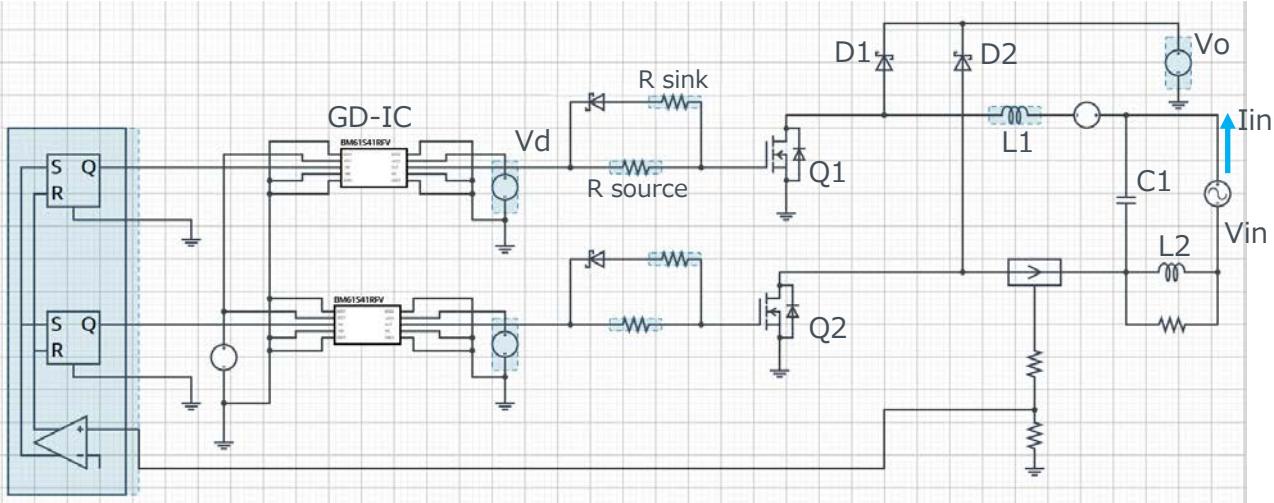 Vo
D1
D2
R sink
GD-IC
Iin
BM61S41RFV
Vd
L1
S Q
R
R source
Q1
C1
Vin
L2
BM61S41RFV
S Q
R
Q2
+
-